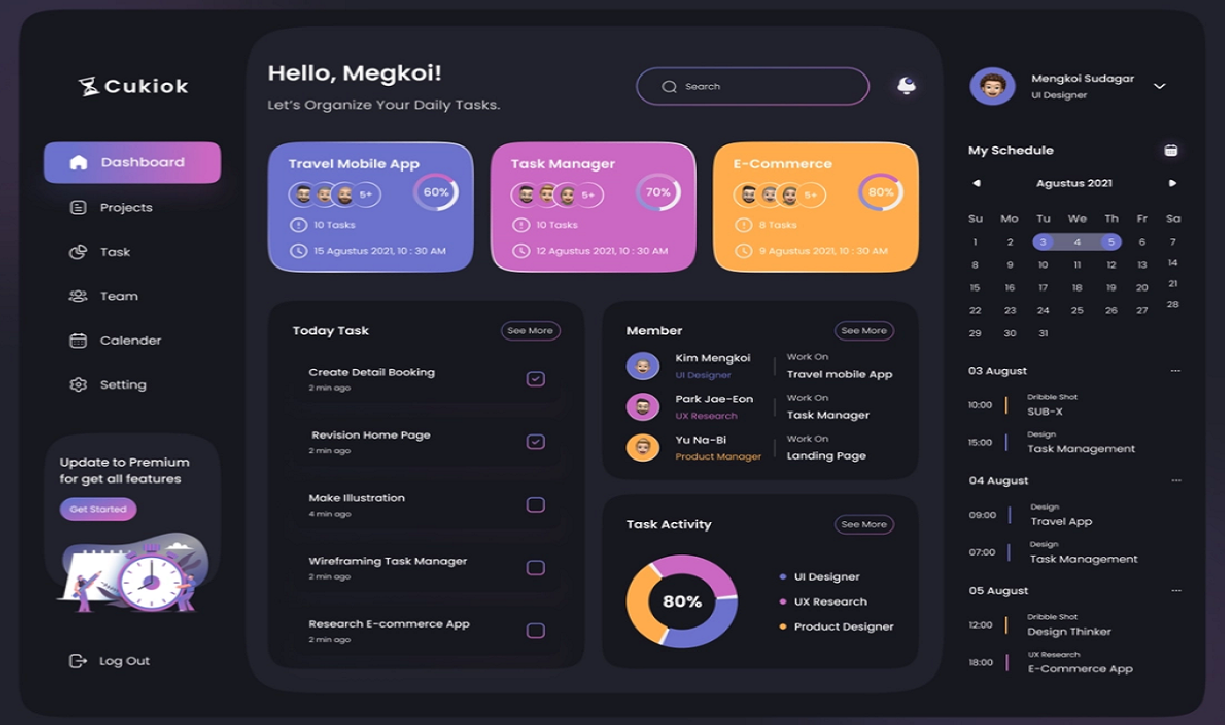 Cukiok
Dashboard
Projects
Task
Team
Calender
Setting
Update to Premium
for get all features
Get Started
Log Out
Hello, Megkoi!
Let's Organize Your Daily Tasks.
Search
Travel Mobile App
5+
60%
10 Tasks
15 Agustus 2021, 10 : 30 AM
Task Manager
5+
70%
10 Tasks
12 Agustus 2021, 10 : 30 AM
E-Commerce
5+
80%
8 Tasks
9 Agustus 2021, 10 : 30 AM
Today Task
See More
Create Detail Booking
2 min ago
Revision Home Page
2 min ago
Make Illustration
4 min ago
Wireframing Task Manager
2 min ago
Research E-commerce App
2 min ago
Member
See More
Kim Mengkoi
UI Designer
Work On
Travel mobile App
Park Jae-Eon
UX Research
Work On
Task Manager
Yu Na-Bi
Product Manager
Work On
Landing Page
Task Activity
See More
80%
UI Designer
UX Research
Product Designer
Mengkoi Sudagar
UI Designer
My Schedule
Agustus 2021
Su Mo Tu We Th Fr Sa
1 2 3 4 5 6 7
8 9 10 11 12 13 14
15 16 17 18 19 20 21
22 23 24 25 26 27 28
29 30 31
03 August
10:00
Dribble Shot
SUB-X
15:00
Design
Task Management
04 August
09:00
Design
Travel App
07:00
Design
Task Management
05 August
12:00
Dribble Shot
Design Thinker
18:00
UX Research
E-Commerce App